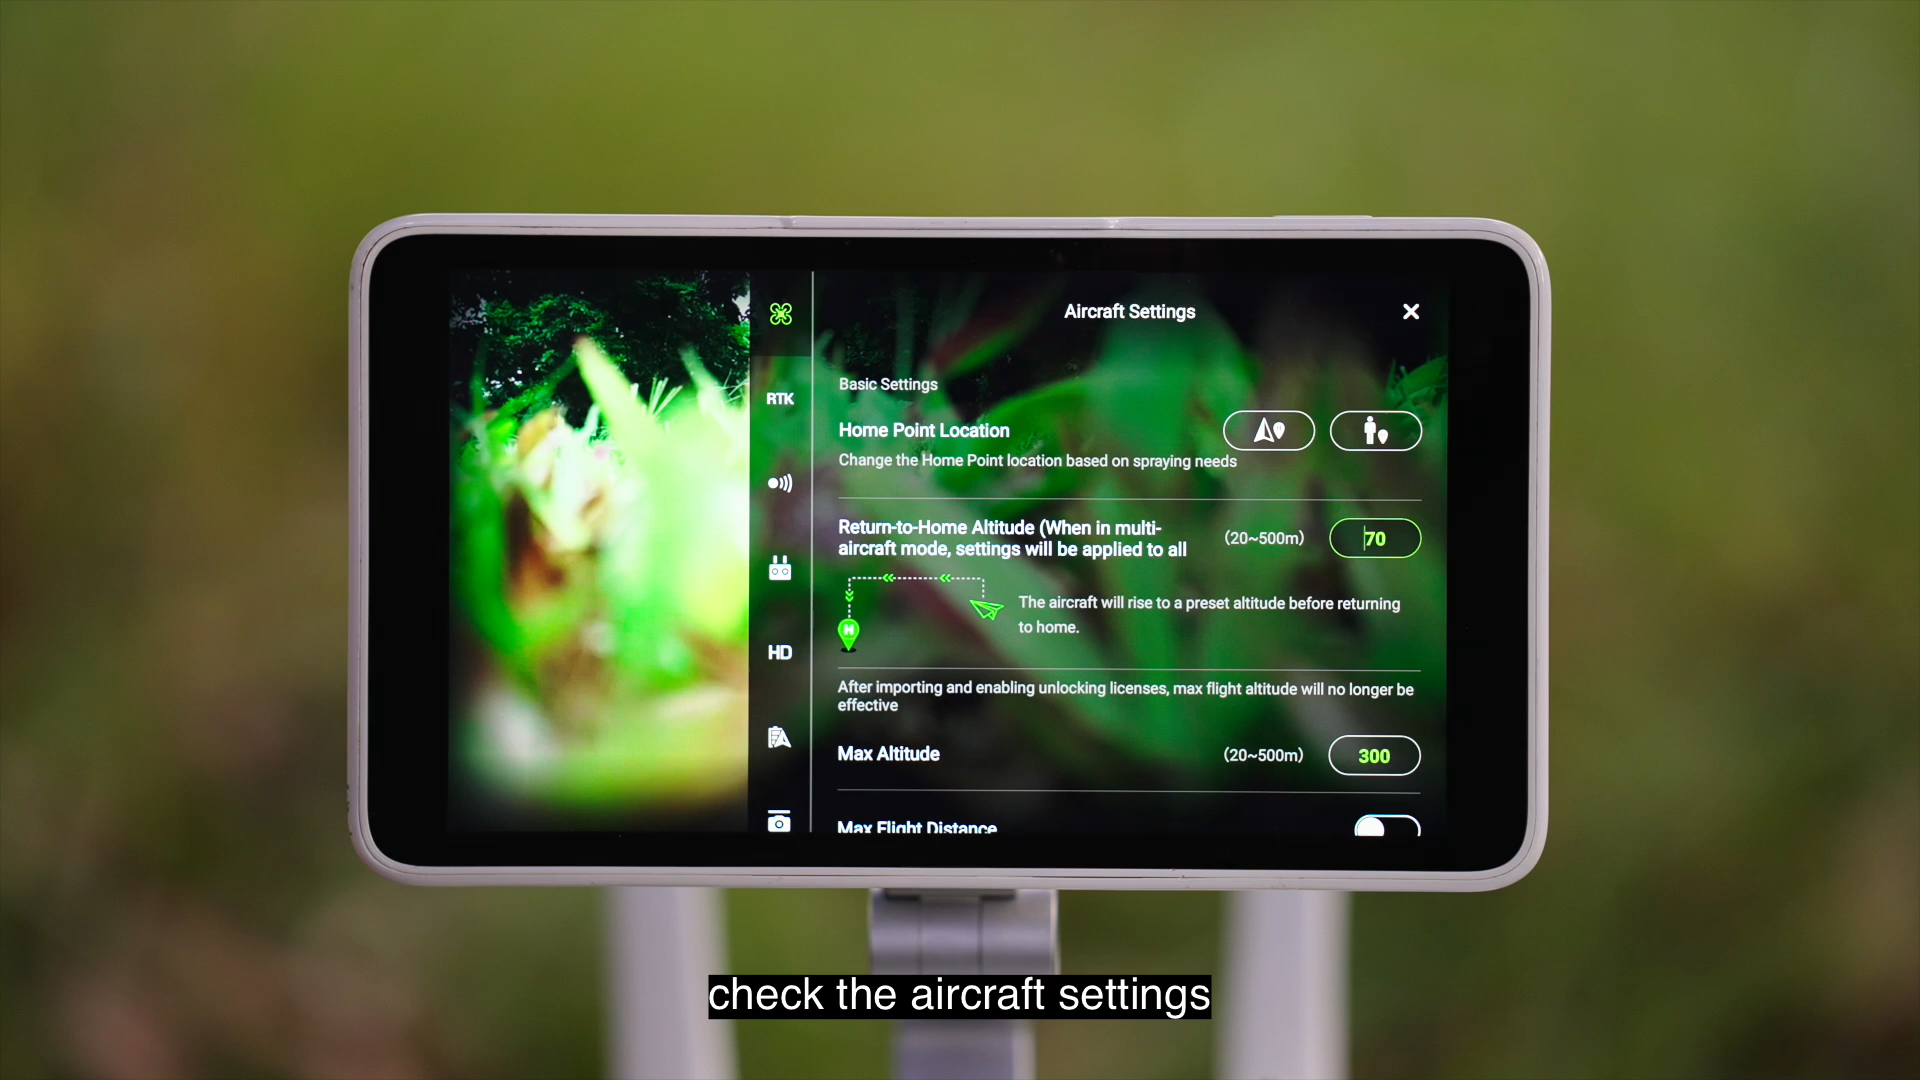 Aircraft Settings
Basic Settings
RTK
Home Point Location
Change the Home Point location based on spraying needs
Return-to-Home Altitude (When in multi-
aircraft mode, settings will be applied to all
(20~500m)
70
The aircraft will rise to a preset altitude before returning
to home.
H
HD
After importing and enabling unlocking licenses, max flight altitude will no longer be
effective
Max Altitude
(20~500m)
300
Max Flight Distance
check the aircraft settings